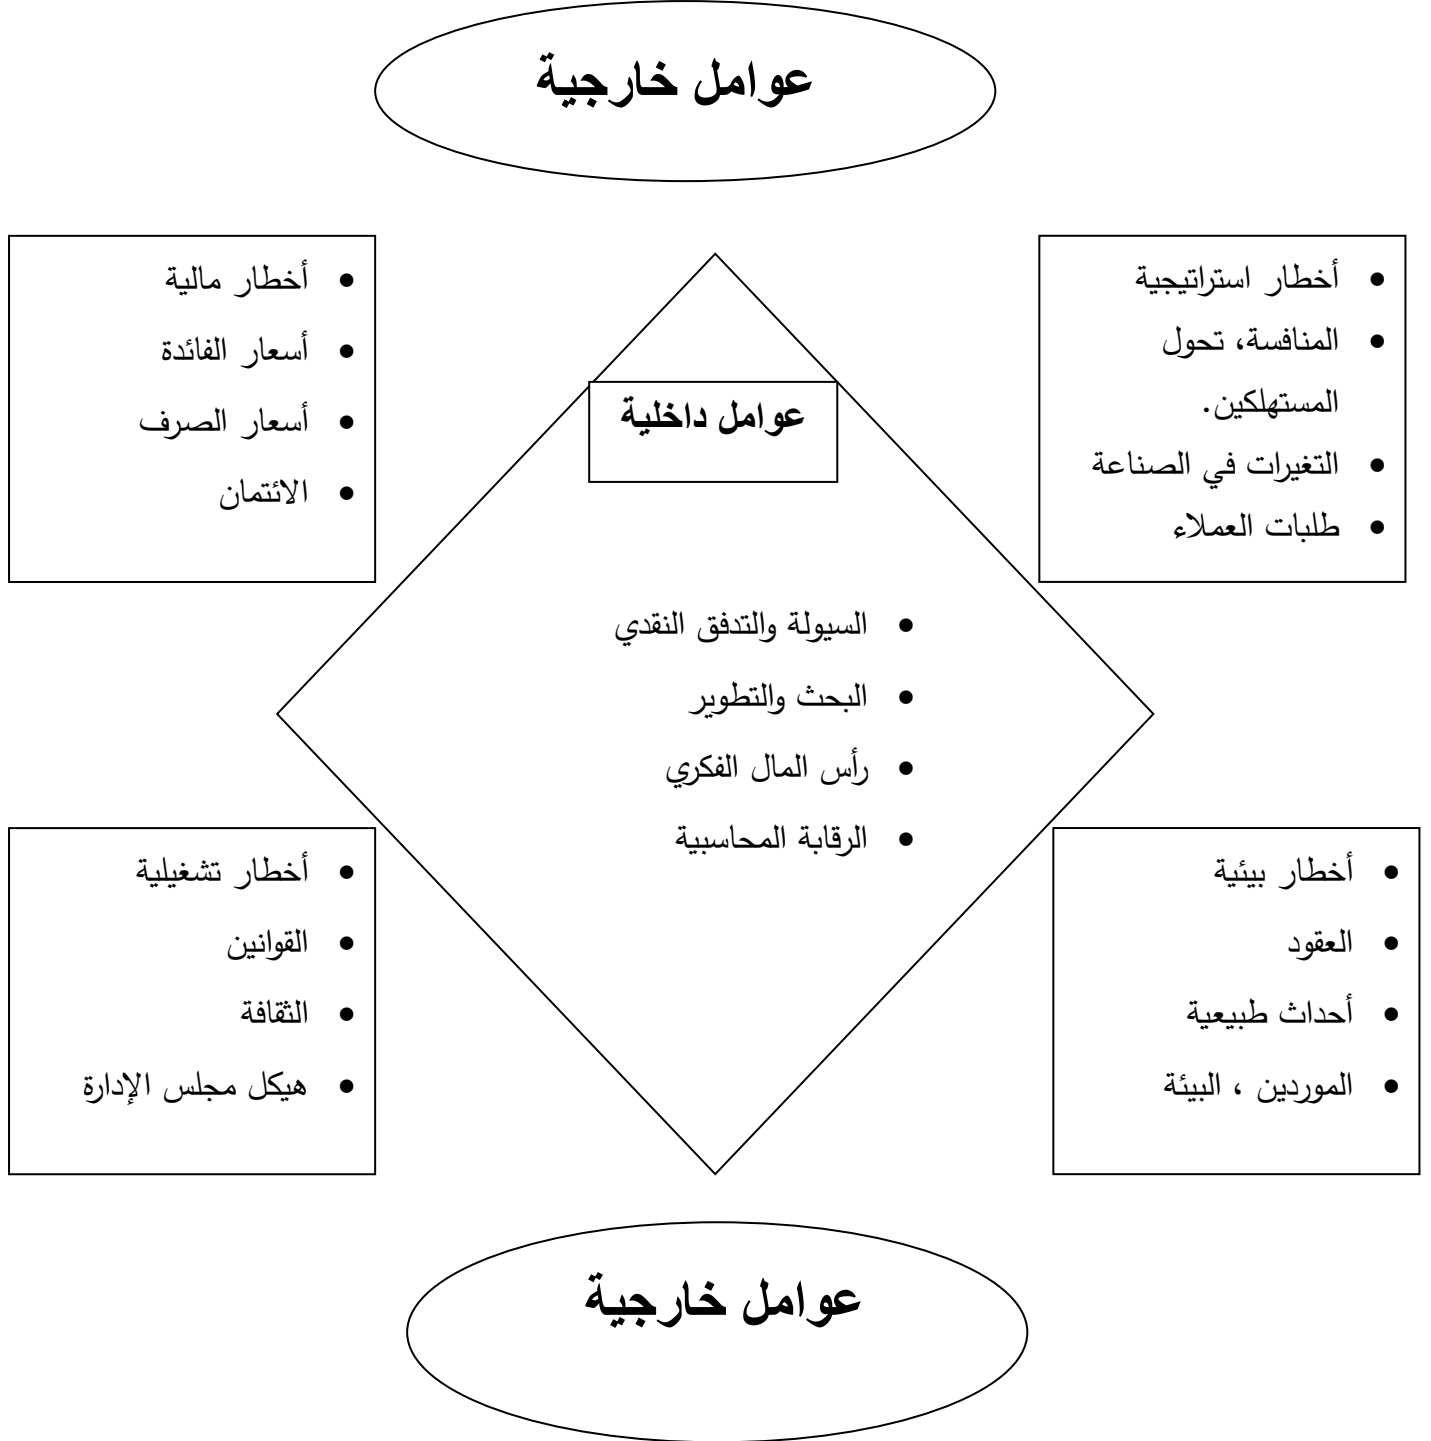 عوامل خارجية
أخطار استراتيجية
المنافسة، تحول
المستهلكين.
التغيرات في الصناعة
طلبات العملاء
أخطار مالية
أسعار الفائدة
أسعار الصرف
الائتمان
عوامل داخلية
السيولة والتدفق النقدي
البحث والتطوير
رأس المال الفكري
الرقابة المحاسبية
أخطار بيئية
العقود
أحداث طبيعية
الموردين ، البيئة
أخطار تشغيلية
القوانين
الثقافة
هيكل مجلس الإدارة
عوامل خارجية